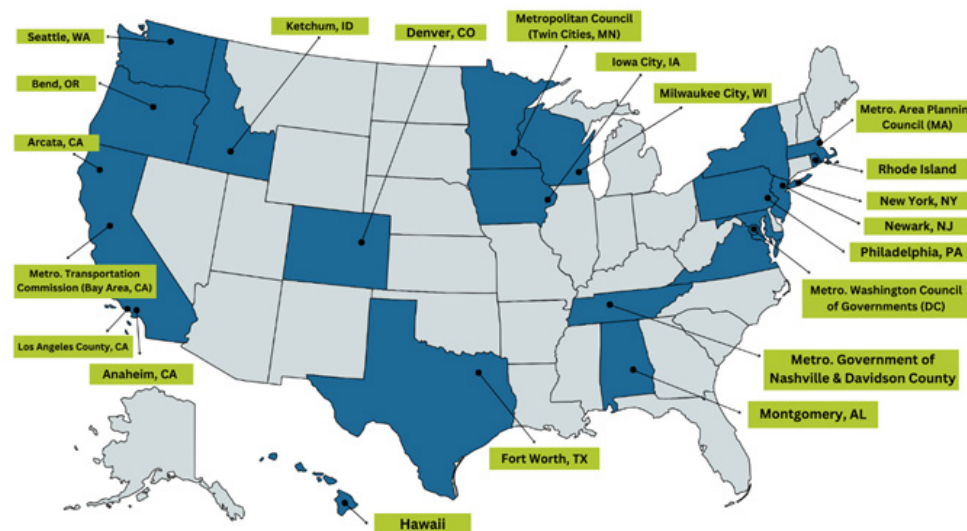 Seattle, WA
Ketchum, ID
Denver, CO
Metropolitan Council
(Twin Cities, MN)
Iowa City, IA
Milwaukee City, WI
Bend, OR
Arcata, CA
Metro. Area Planning
Council (MA)
Rhode Island
New York, NY
Newark, NJ
Philadelphia, PA
Metro. Washington Council
of Governments (DC)
Metro. Transportation
Commission (Bay Area, CA)
Los Angeles County, CA
Anaheim, CA
Metro. Government of
Nashville & Davidson County
Montgomery, AL
Fort Worth, TX
Hawaii